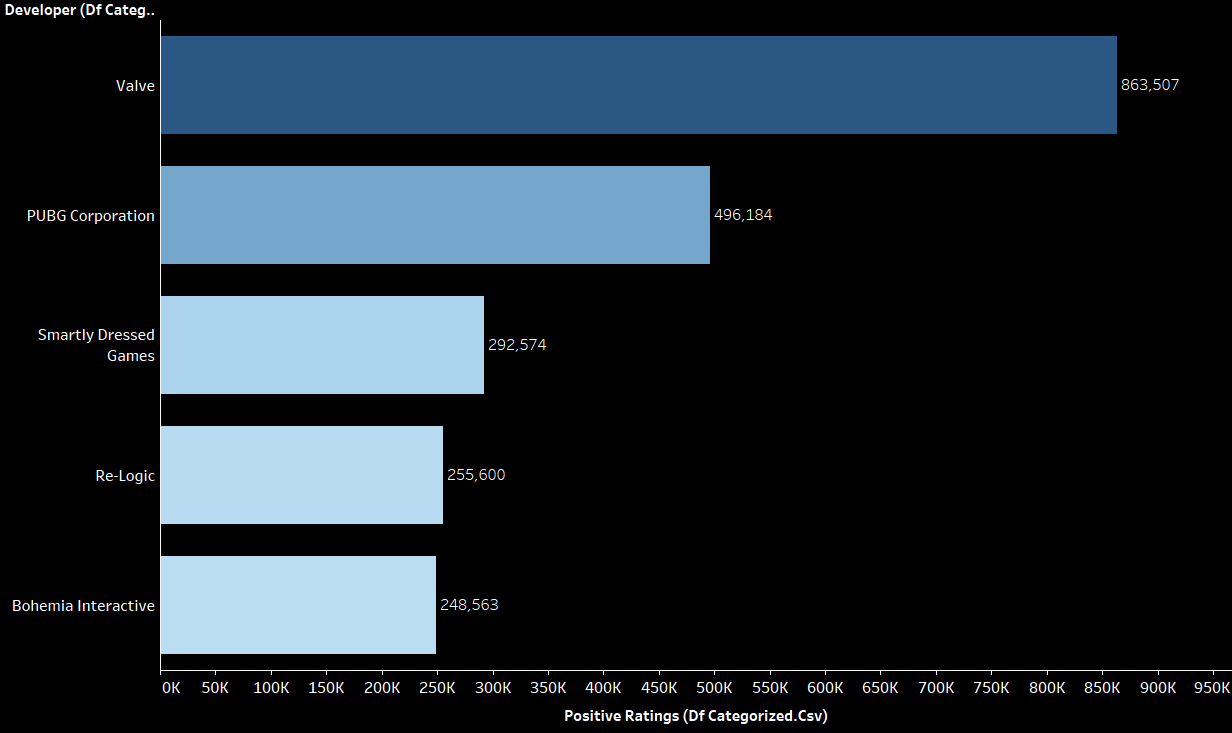 Developer (Df Categ..
Valve
863,507
PUBG Corporation
496,184
Smartly Dressed
Games
292,574
Re-Logic
255,600
Bohemia Interactive
248,563
0K 50K 100K 150K 200K 250K 300K 350K 400K 450K 500K 550K 600K 650K 700K 750K 800K 850K 900K 950K
Positive Ratings (Df Categorized.Csv)